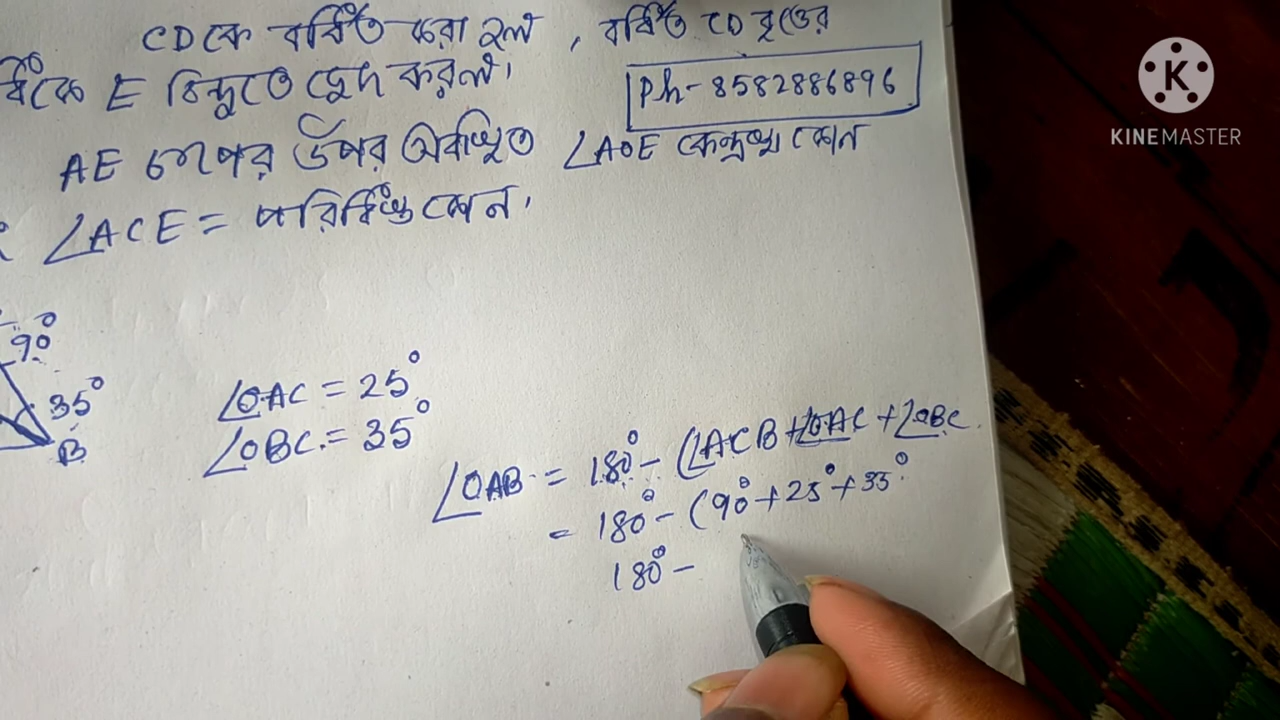 CD কে বর্ধিত করা হল , বর্ধিত CD বৃত্তের
E বিন্দুতে ছেদ করল।
Ph- 8582886896
AE চাপের উপর অবস্থিত ∠AOE কেন্দ্রস্থ কোন
∠ACE = পরিধিস্থ কোন।
90°
35°
B
∠OAC = 25°
∠OBC = 35°
∠OAB = 180° - (∠ACB + ∠OAC + ∠OBC
= 180° - (90° + 25° + 35°
180° -
K
KINEMASTER